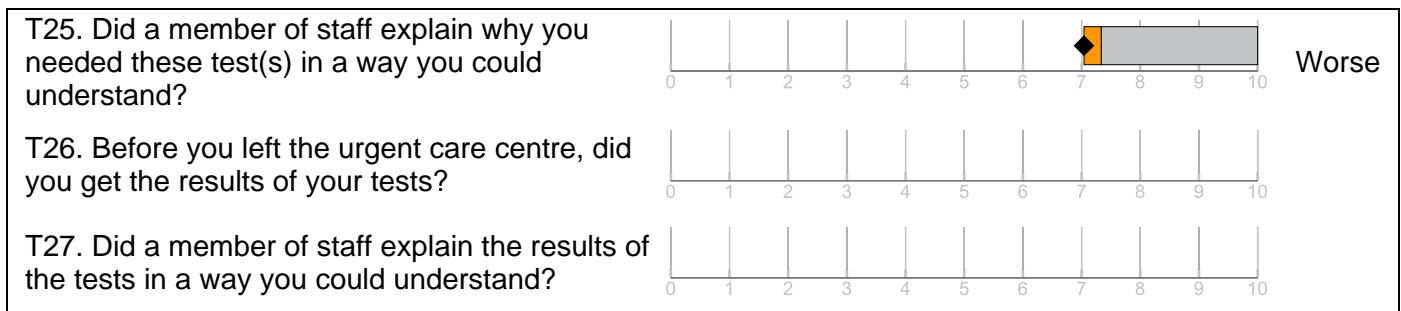 T25. Did a member of staff explain why you
needed these test(s) in a way you could
understand?
Worse
0 1 2 3 4 5 6 7 8 9 10
T26. Before you left the urgent care centre, did
you get the results of your tests?
0 1 2 3 4 5 6 7 8 9 10
T27. Did a member of staff explain the results of
the tests in a way you could understand?
0 1 2 3 4 5 6 7 8 9 10